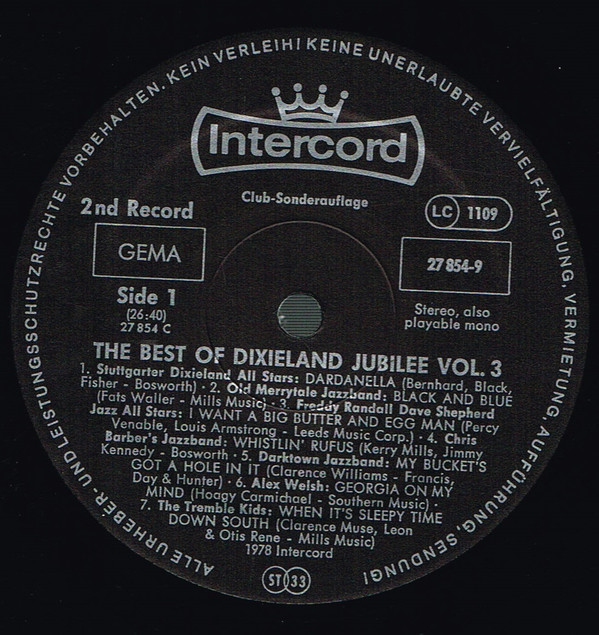 ALLE URHEBER- UND LEISTUNGSSCHUTZRECHTE VORBEHALTEN. KEIN VERLEIH! KEINE UNERLAUBTE VERVIELFÄLTIGUNG, VERMIETUNG, AUFFÜHRUNG, SENDUNG!
Intercord
Club-Sonderauflage
2nd Record
LC 1109
GEMA
27 854-9
Side 1
(26:40)
27 854 C
Stereo, also
playable mono
THE BEST OF DIXIELAND JUBILEE VOL. 3
1. Stuttgarter Dixieland All Stars: DARDANELLA (Bernhard, Black,
Fisher - Bosworth) · 2. Old Merrytale Jazzband: BLACK AND BLUE
(Fats Waller - Mills Music) · 3. Freddy Randall Dave Shepherd
Jazz All Stars: I WANT A BIG BUTTER AND EGG MAN (Percy
Venable, Louis Armstrong - Leeds Music Corp.) · 4. Chris
Barber's Jazzband: WHISTLIN' RUFUS (Kerry Mills, Jimmy
Kennedy - Bosworth · 5. Darktown Jazzband: MY BUCKET'S
GOT A HOLE IN IT (Clarence Williams - Francis,
Day & Hunter) · 6. Alex Welsh: GEORGIA ON MY
MIND (Hoagy Carmichael - Southern Music) ·
7. The Tremble Kids: WHEN IT'S SLEEPY TIME
DOWN SOUTH (Clarence Muse, Leon
& Otis Rene - Mills Music)
1978 Intercord
ST 33